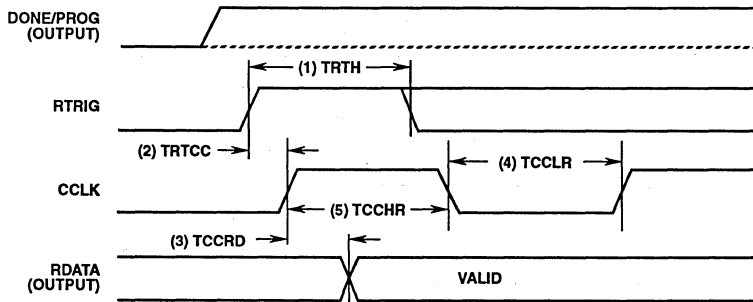 DONE/PROG
(OUTPUT)
(1) TRTH
RTRIG
(2) TRTCC
(4) TCCLR
CCLK
(5) TCCHR
(3) TCCRD
RDATA
(OUTPUT)
VALID